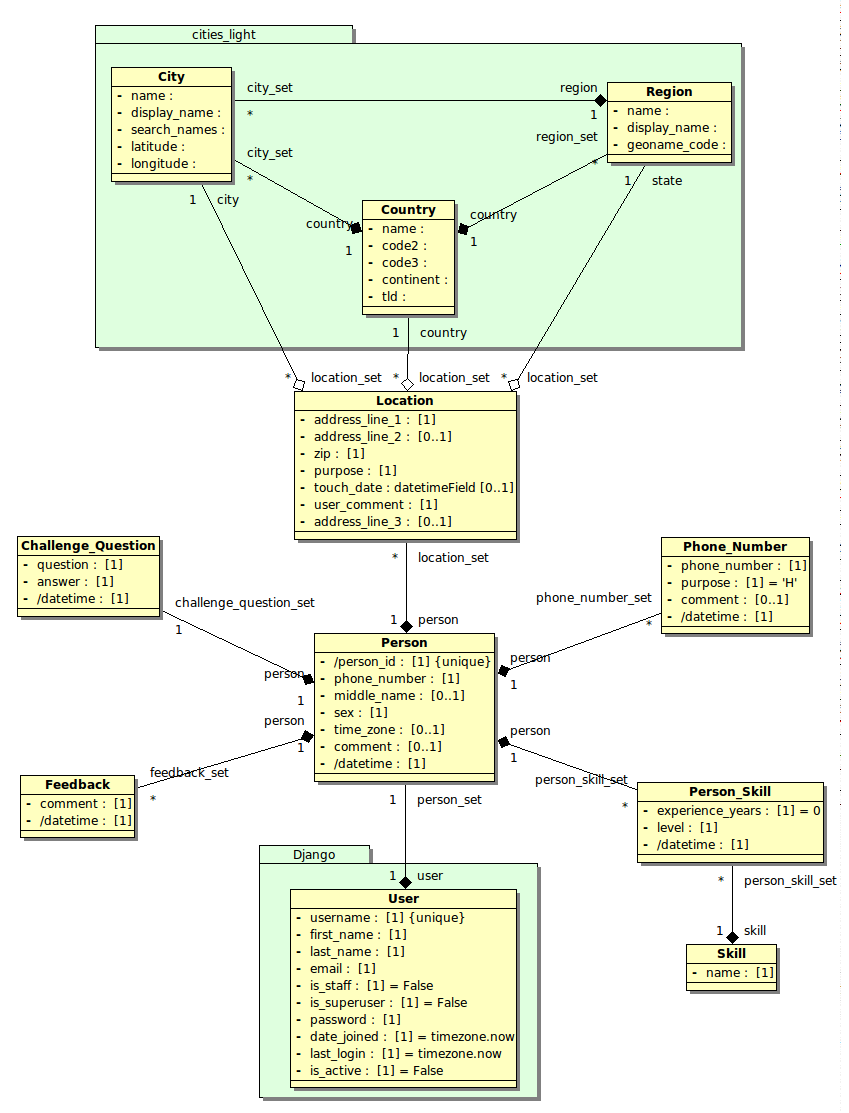 cities_light
City
- name :
- display_name :
- search_names :
- latitude :
- longitude :
city_set
*
region
1
Region
- name :
- display_name :
- geoname_code :
city_set
*
region_set
*
1 city
1 state
country
1
Country
- name :
- code2 :
- code3 :
- continent :
- tld :
country
1
1 country
* location_set
* location_set
* location_set
Location
- address_line_1 : [1]
- address_line_2 : [0..1]
- zip : [1]
- purpose : [1]
- touch_date : datetimeField [0..1]
- user_comment : [1]
- address_line_3 : [0..1]
* location_set
1 person
Challenge_Question
- question : [1]
- answer : [1]
- /datetime : [1]
challenge_question_set
1
person
1
Phone_Number
- phone_number : [1]
- purpose : [1] = 'H'
- comment : [0..1]
- /datetime : [1]
phone_number_set
*
person
1
Person
- /person_id : [1] {unique}
- phone_number : [1]
- middle_name : [0..1]
- sex : [1]
- time_zone : [0..1]
- comment : [0..1]
- /datetime : [1]
person
1
feedback_set
*
Feedback
- comment : [1]
- /datetime : [1]
person
1
person_skill_set
*
Person_Skill
- experience_years : [1] = 0
- level : [1]
- /datetime : [1]
* person_skill_set
1 skill
Skill
- name : [1]
1 person_set
Django
1 user
User
- username : [1] {unique}
- first_name : [1]
- last_name : [1]
- email : [1]
- is_staff : [1] = False
- is_superuser : [1] = False
- password : [1]
- date_joined : [1] = timezone.now
- last_login : [1] = timezone.now
- is_active : [1] = False